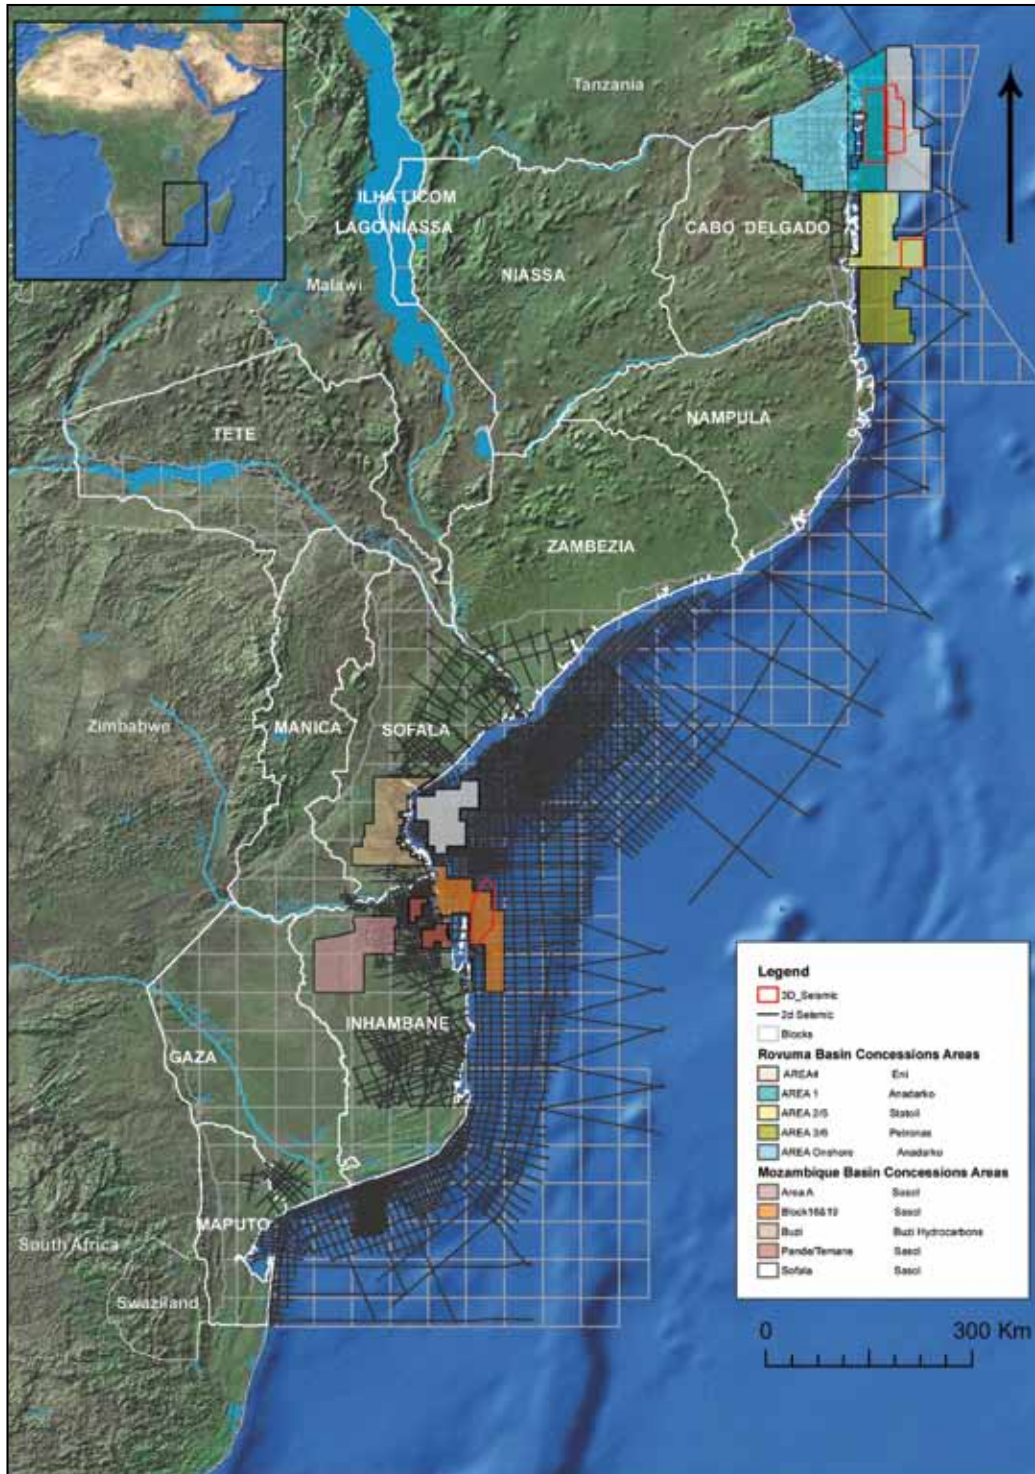 Tanzania
ILHA LICOM
LAGO NIASSA
CABO DELGADO
NIASSA
Malawi
NAMPULA
TETE
ZAMBEZIA
Zimbabwe
MANICA
SOFALA
INHAMBANE
GAZA
MAPUTO
South Africa
Swaziland
Legend
3D_Seismic
2d Seismic
Blocks
Rovuma Basin Concessions Areas
AREA4 Eni
AREA 1 Anadarko
AREA 2/5 Statoil
AREA 3/6 Petronas
AREA Onshore Anadarko
Mozambique Basin Concessions Areas
Area A Sasol
Block16&19 Sasol
Buzi Buzi Hydrocarbone
Pande/Temane Sasol
Sofala Sasol
0 300 Km